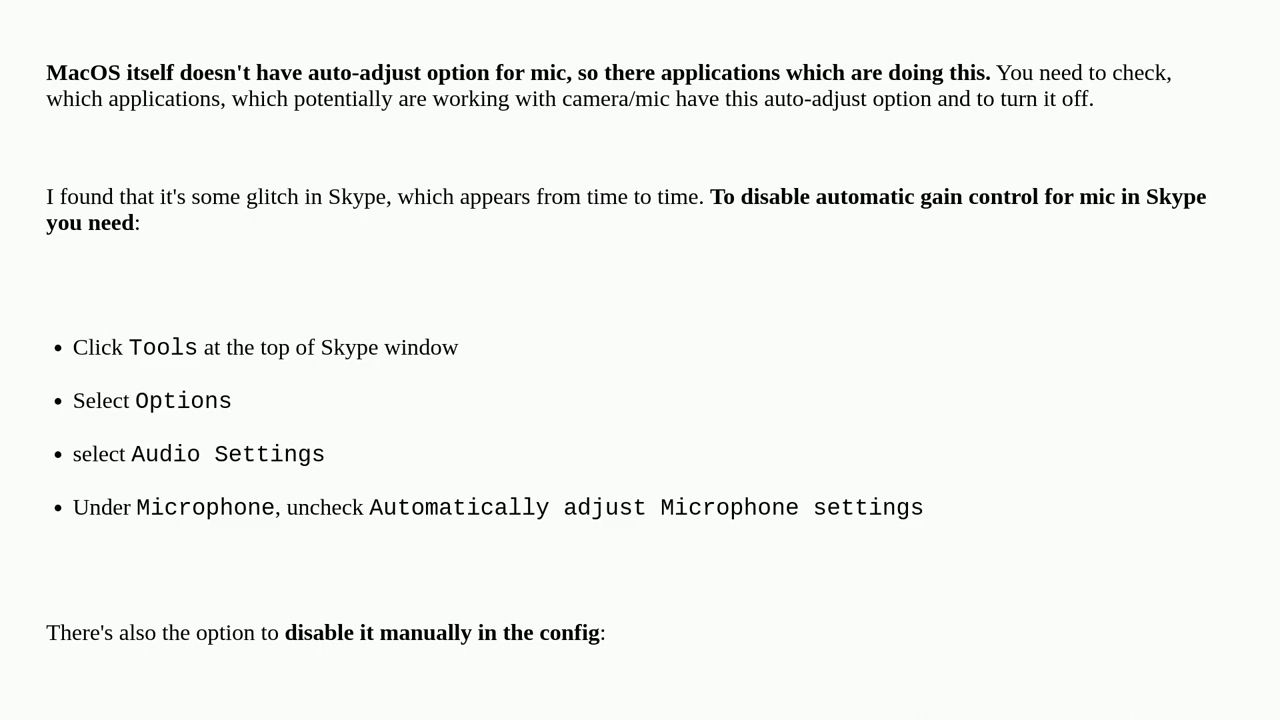 MacOS itself doesn't have auto-adjust option for mic, so there applications which are doing this. You need to check,
which applications, which potentially are working with camera/mic have this auto-adjust option and to turn it off.
I found that it's some glitch in Skype, which appears from time to time. To disable automatic gain control for mic in Skype
you need:
• Click Tools at the top of Skype window
• Select Options
• select Audio Settings
• Under Microphone, uncheck Automatically adjust Microphone settings
There's also the option to disable it manually in the config: